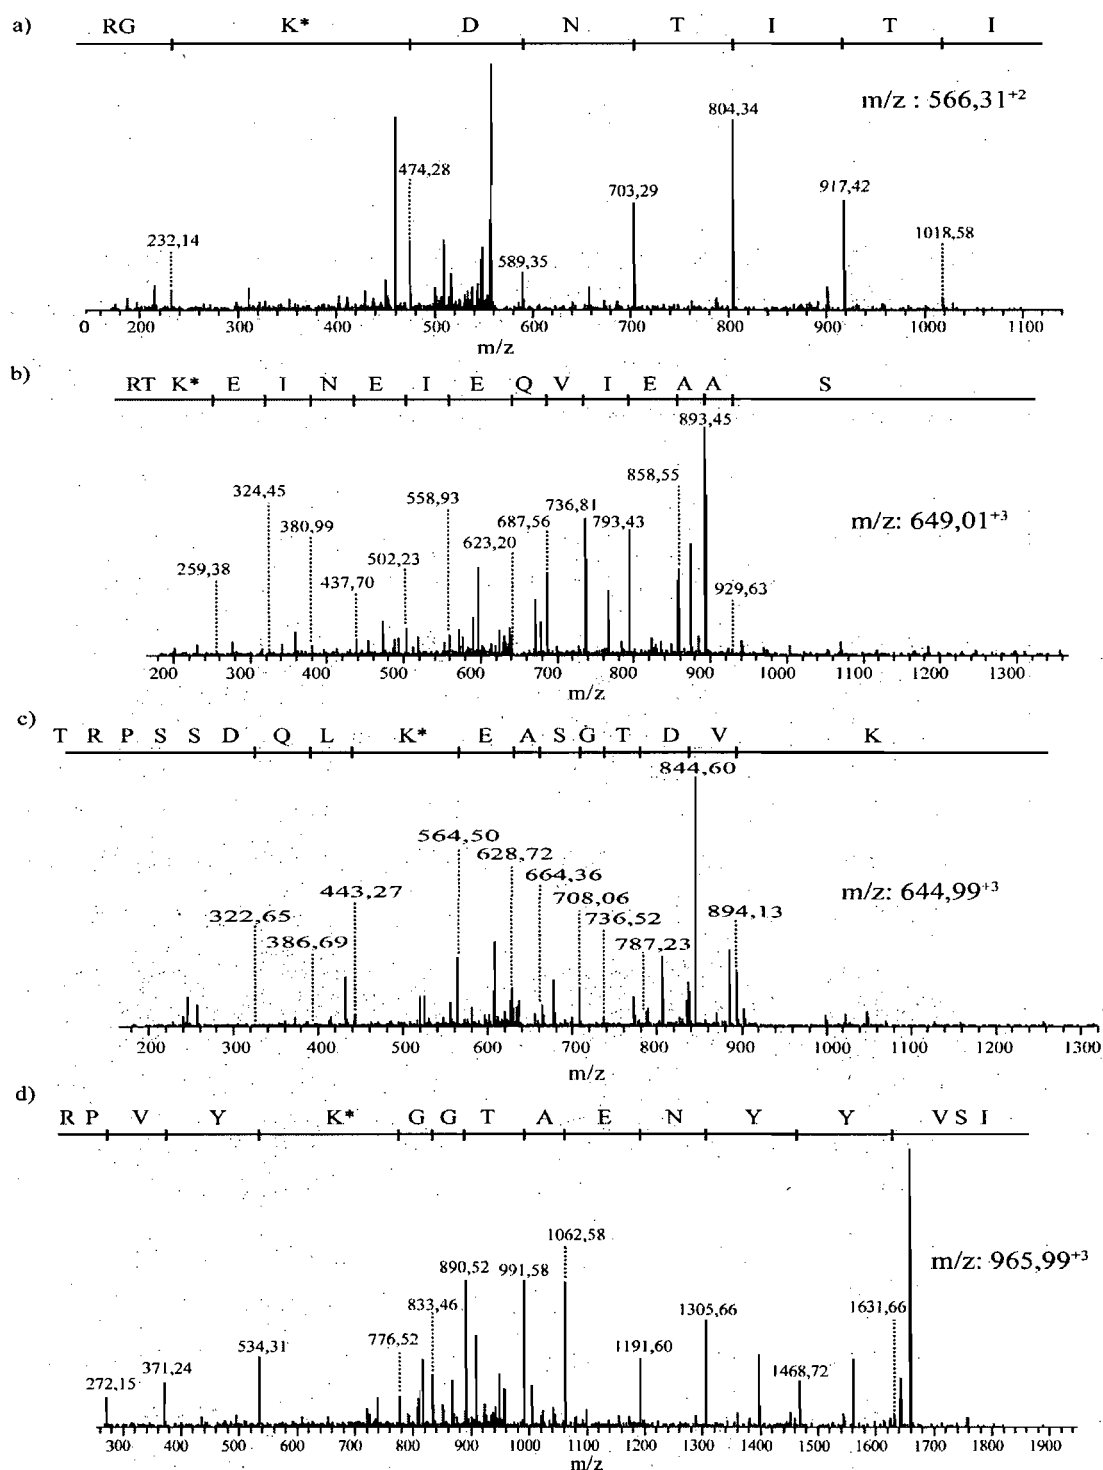 a)
RG K* D N T I T I
m/z : 566,31+2
804,34
474,28
703,29
917,42
232,14
1018,58
589,35
0 200 300 400 500 600 700 800 900 1000 1100
m/z
b)
RT K* E I N E I E Q V I E A A S
893,45
858,55
324,45
558,93
736,81
380,99
687,56
793,43
m/z: 649,01+3
623,20
502,23
259,38
437,70
929,63
200 300 400 500 600 700 800 900 1000 1100 1200 1300
m/z
c)
T R P S S D Q L K* E A S G T D V K
844,60
564,50
628,72
664,36
443,27
m/z: 644,99+3
708,06
322,65
736,52
894,13
386,69
787,23
200 300 400 500 600 700 800 900 1000 1100 1200 1300
m/z
d)
R P V Y K* G G T A E N Y Y V S I
1062,58
m/z: 965,99+3
890,52 991,58
833,46
1305,66
1631,66
776,52
534,31
1191,60
371,24
1468,72
272,15
300 400 500 600 700 800 900 1000 1100 1200 1300 1400 1500 1600 1700 1800 1900
m/z